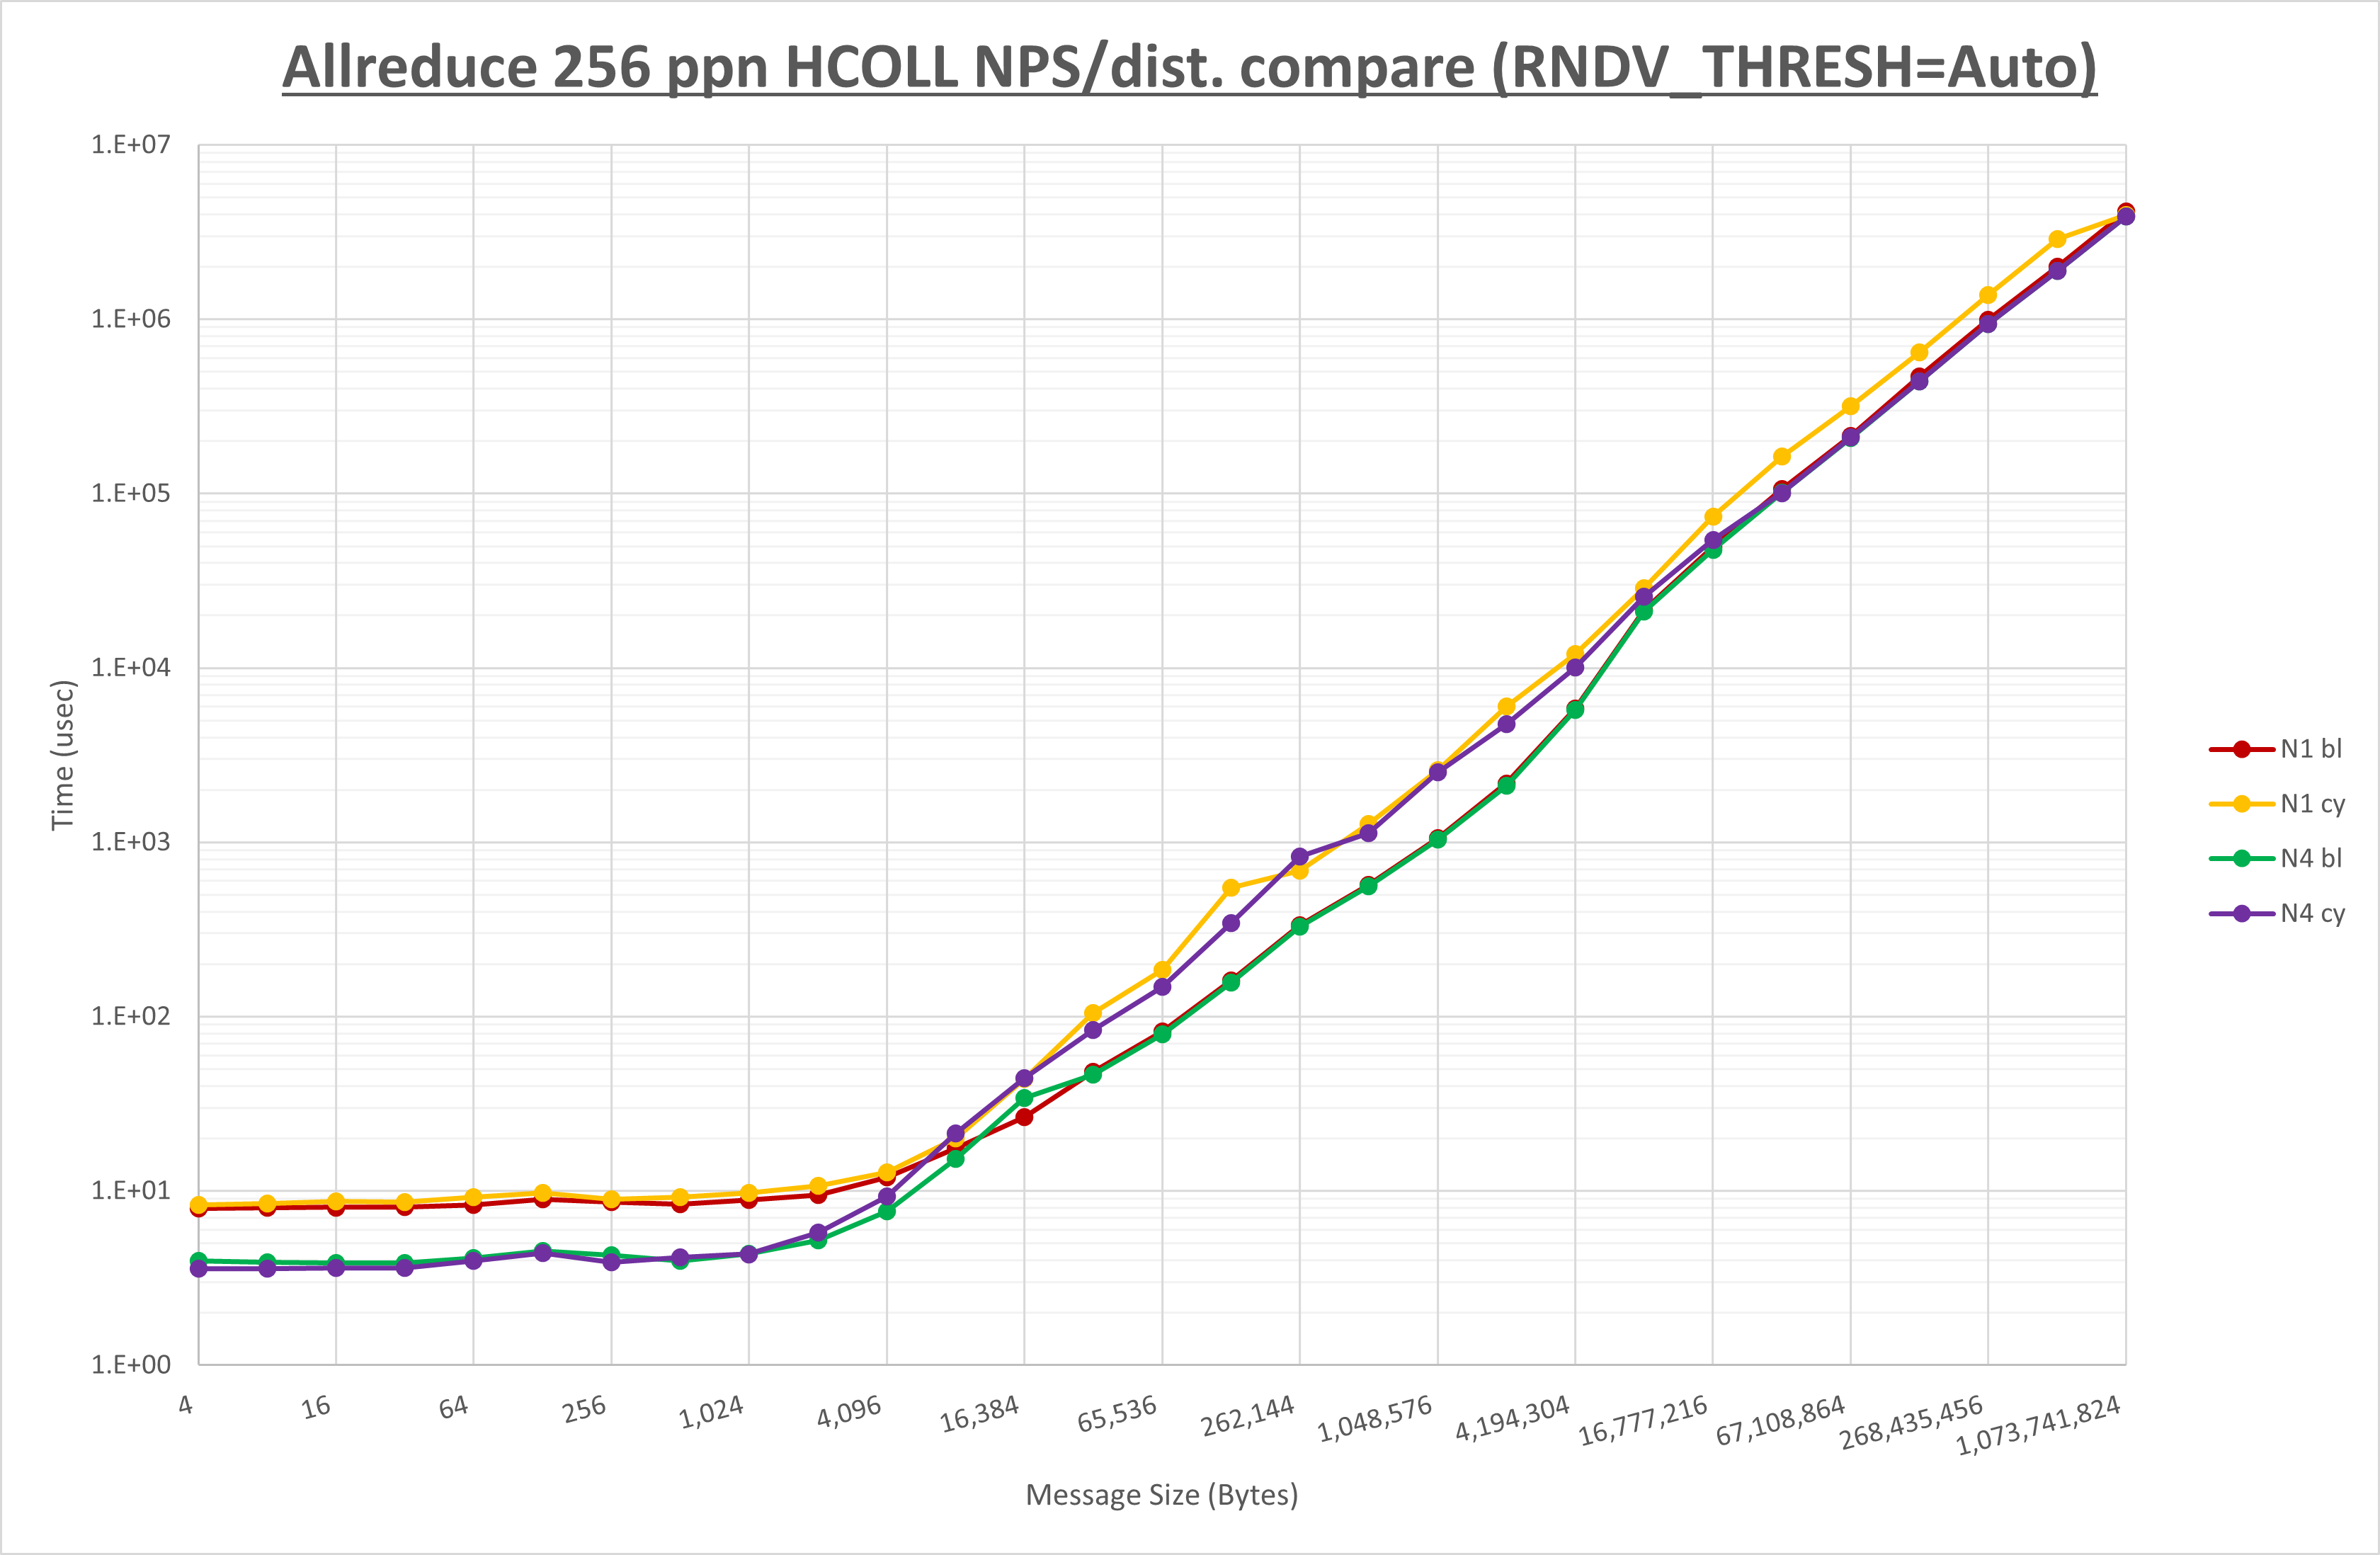 Allreduce 256 ppn HCOLL NPS/dist. compare (RNDV_THRESH=Auto)
1.E+07
1.E+06
1.E+05
1.E+04
1.E+03
1.E+02
1.E+01
1.E+00
Time (usec)
N1 bl
N1 cy
N4 bl
N4 cy
4 16 64 256 1,024 4,096 16,384 65,536 262,144 1,048,576 4,194,304 16,777,216 67,108,864 268,435,456 1,073,741,824
Message Size (Bytes)